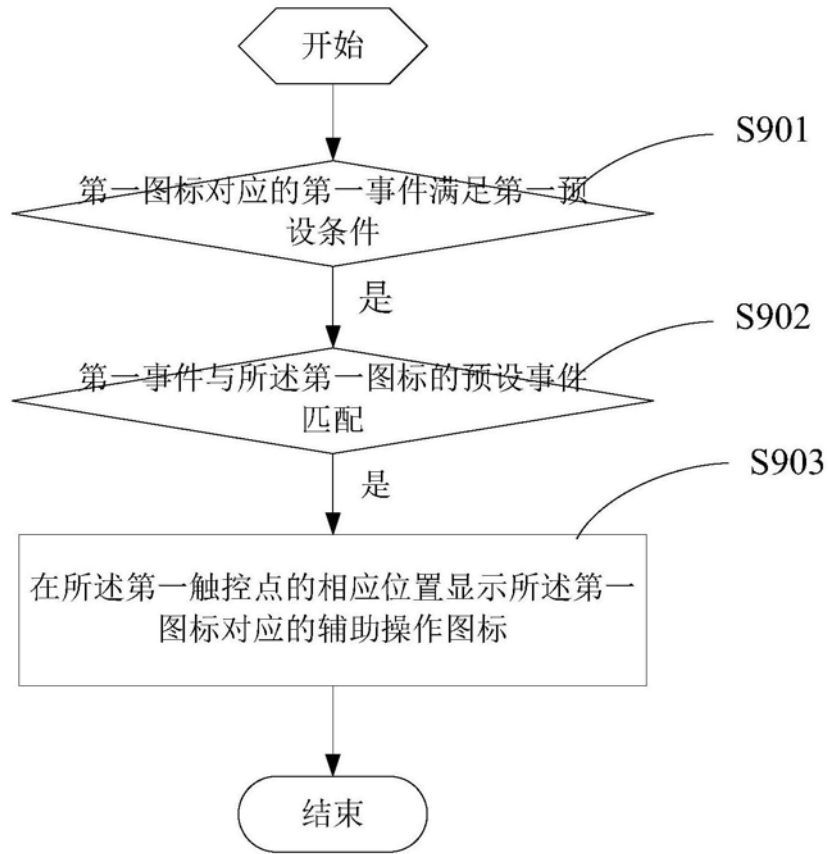 开始
S901
第一图标对应的第一事件满足第一预
设条件
是
S902
第一事件与所述第一图标的预设事件
匹配
是
S903
在所述第一触控点的相应位置显示所述第一
图标对应的辅助操作图标
结束